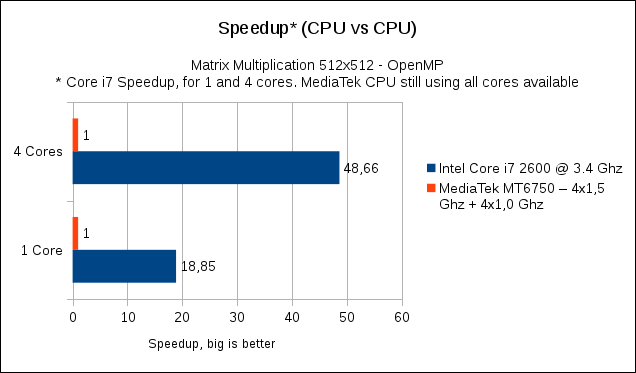 Speedup* (CPU vs CPU)
Matrix Multiplication 512x512 - OpenMP
* Core i7 Speedup, for 1 and 4 cores. MediaTek CPU still using all cores available
4 Cores
1
48,66
1 Core
1
18,85
0
10
20
30
40
50
60
Speedup, big is better
Intel Core i7 2600 @ 3.4 Ghz
MediaTek MT6750 – 4x1,5
Ghz + 4x1,0 Ghz